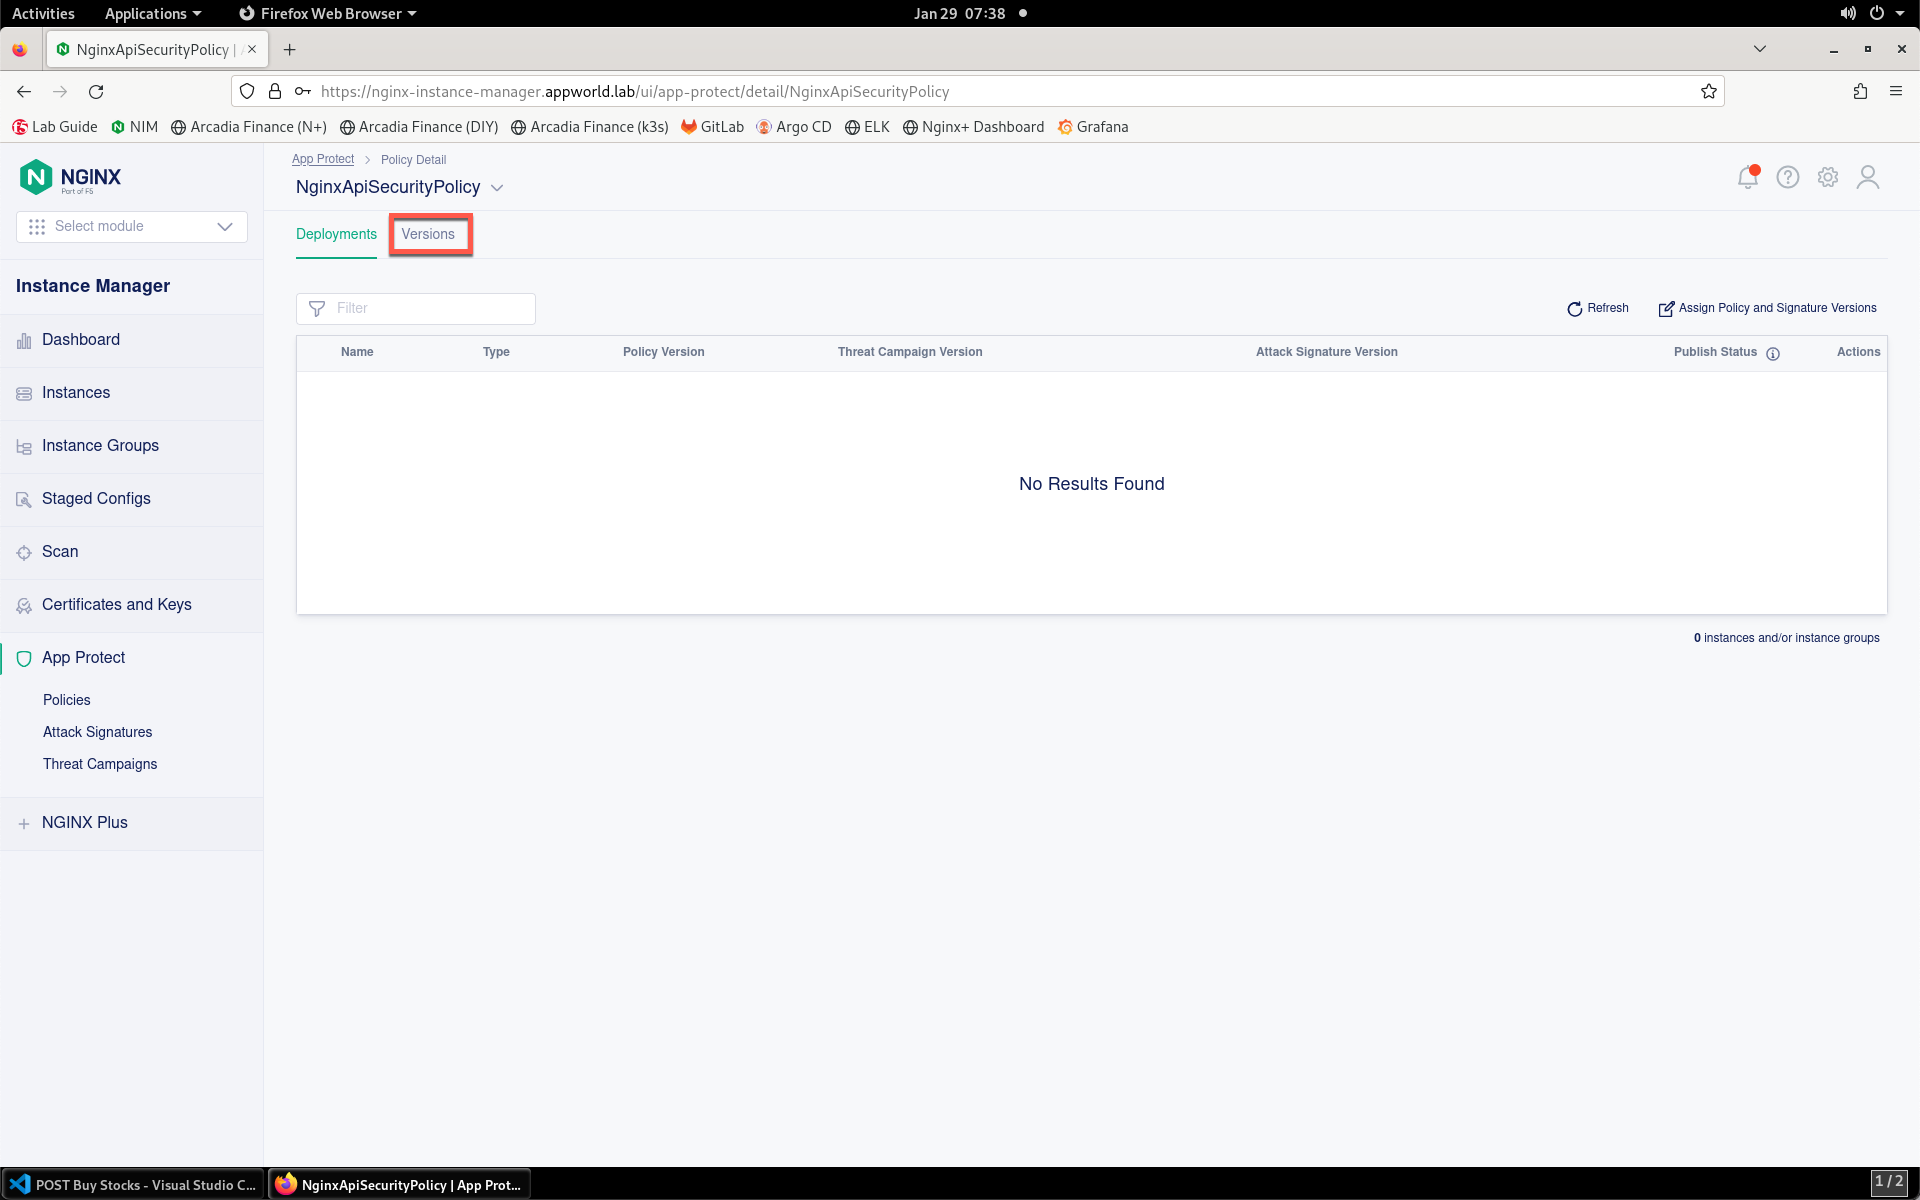 Activities Applications Firefox Web Browser Jan 29 07:38
NginxApiSecurityPolicy |
https://nginx-instance-manager.appworld.lab/ui/app-protect/detail/NginxApiSecurityPolicy
Lab Guide NIM Arcadia Finance (N+) Arcadia Finance (DIY) Arcadia Finance (k3s) GitLab Argo CD ELK Nginx+ Dashboard Grafana
NGINX
Part of F5
Select module
Instance Manager
Dashboard
Instances
Instance Groups
Staged Configs
Scan
Certificates and Keys
App Protect
Policies
Attack Signatures
Threat Campaigns
NGINX Plus
App Protect > Policy Detail
NginxApiSecurityPolicy
Deployments Versions
Filter
Refresh Assign Policy and Signature Versions
Name Type Policy Version Threat Campaign Version Attack Signature Version Publish Status Actions
No Results Found
0 instances and/or instance groups
POST Buy Stocks - Visual Studio C... NginxApiSecurityPolicy | App Prot... 1 / 2